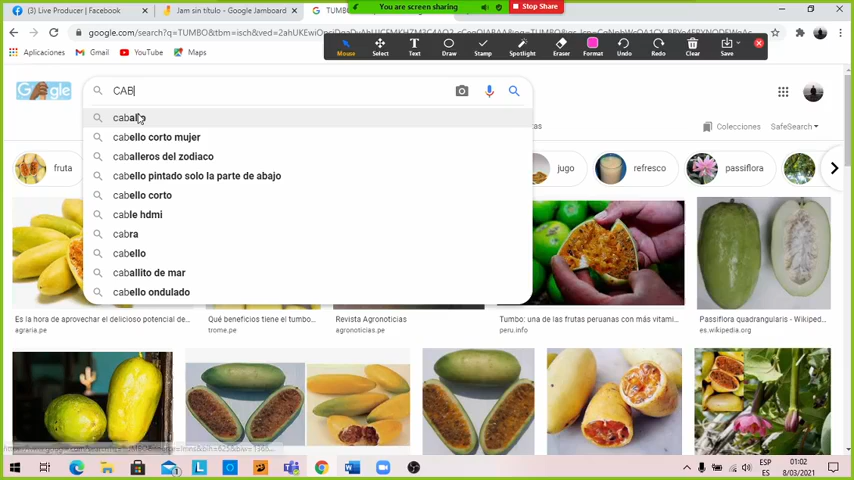 (3) Live Producer | Facebook
Jam sin título - Google Jamboard
TUMBO
You are screen sharing
Stop Share
google.com/search?q=TUMBO&tbm=isch&ved=
Aplicaciones
Gmail
YouTube
Maps
Mouse
Select
Text
Draw
Stamp
Spotlight
Eraser
Format
Undo
Redo
Clear
Save
CAB
caballo
cabello corto mujer
caballeros del zodiaco
cabello pintado solo la parte de abajo
cabello corto
cable hdmi
cabra
cabello
caballito de mar
cabello ondulado
Colecciones
SafeSearch
fruta
jugo
refresco
passiflora
Es la hora de aprovechar el delicioso potencial de...
agraria.pe
Qué beneficios tiene el tumbo...
trome.pe
Revista Agronoticias
agronoticias.pe
Tumbo: una de las frutas peruanas con más vitami...
peru.info
Passiflora quadrangularis - Wikiped...
es.wikipedia.org
ESP
ES
01:02
8/03/2021